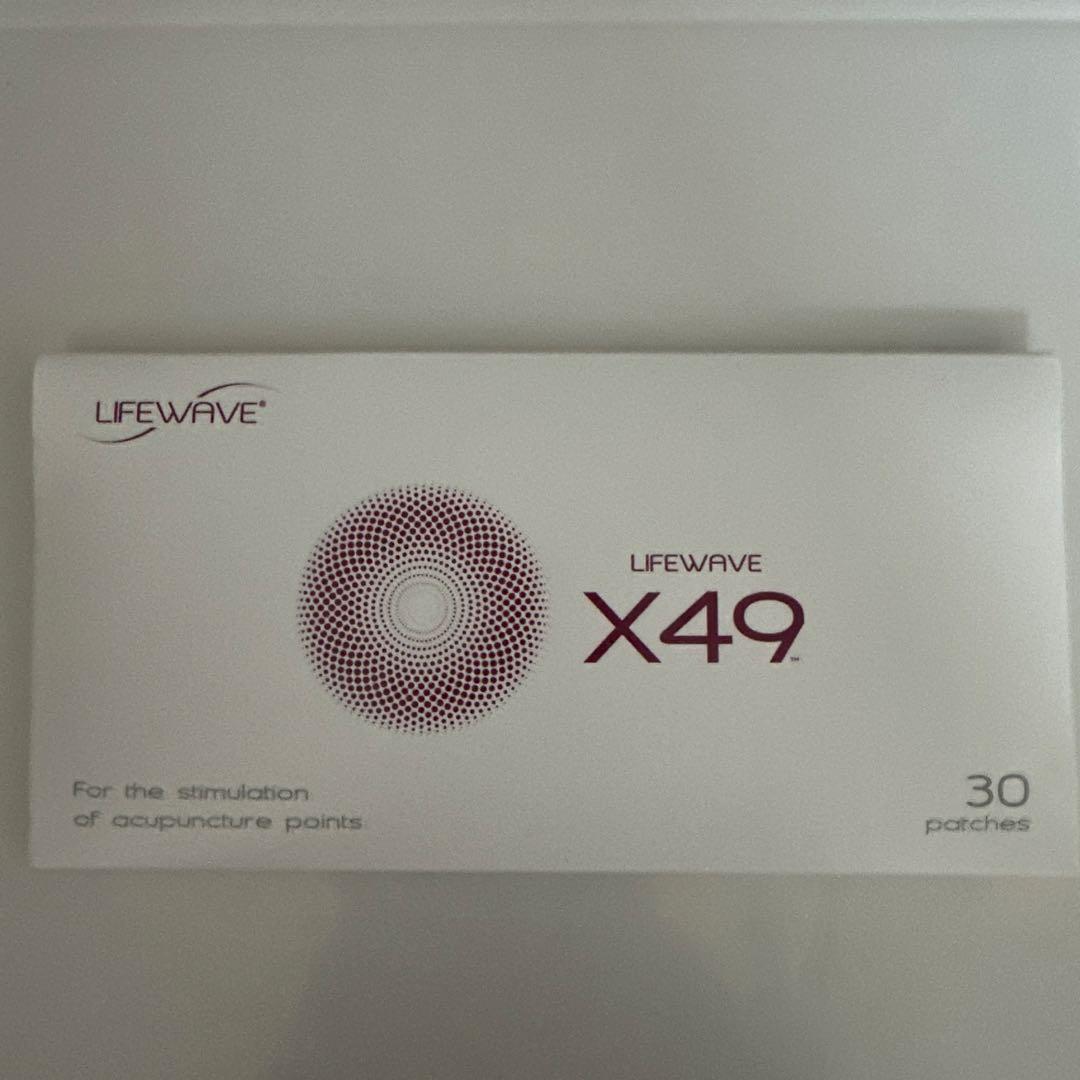 LIFEWAVE®
LIFEWAVE
X49™
For the stimulation
of acupuncture points
30
patches